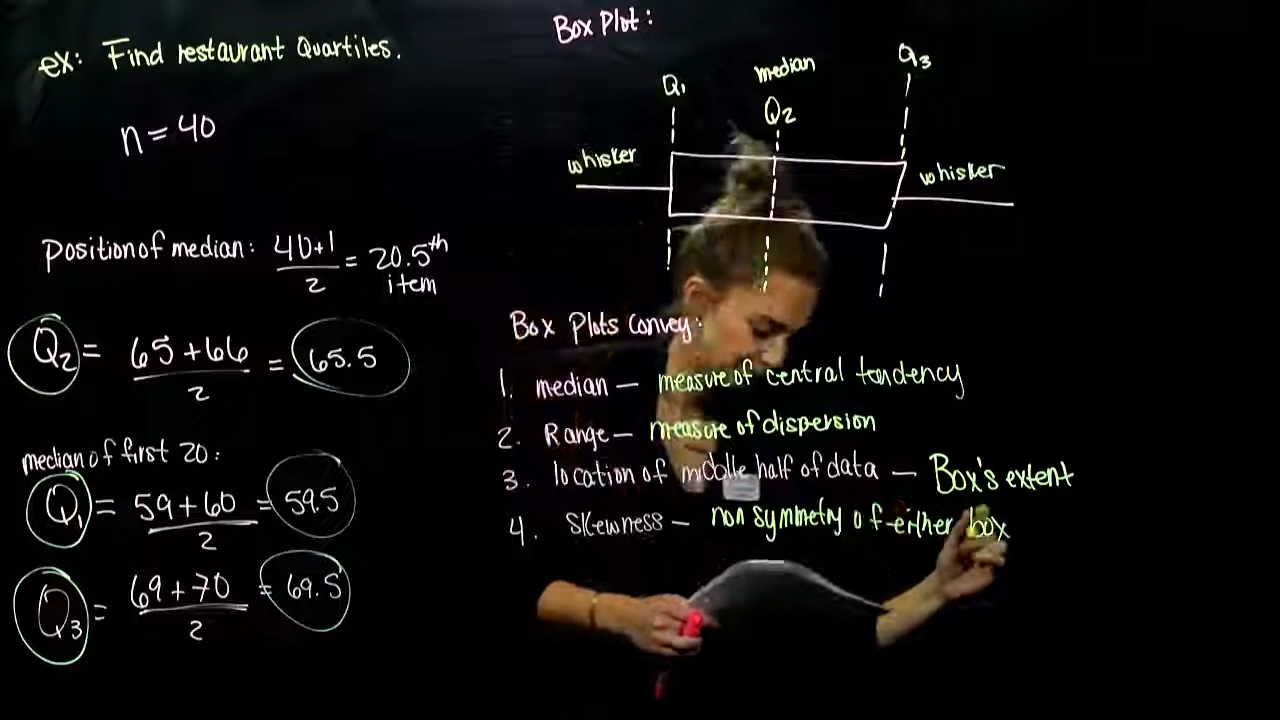 ex: Find restaurant Quartiles.
n = 40
Position of median: 40+1 / 2 = 20.5th item
Q2 = 65+66 / 2 = 65.5
median of first 20:
Q1 = 59+60 / 2 = 59.5
Q3 = 69+70 / 2 = 69.5
Box Plot:
Q1
median
Q2
Q3
whisker
whisker
Box Plots Convey:
1. median — measure of central tendency
2. Range — measure of dispersion
3. location of middle half of data — Box's extent
4. Skewness — non symmetry of either box